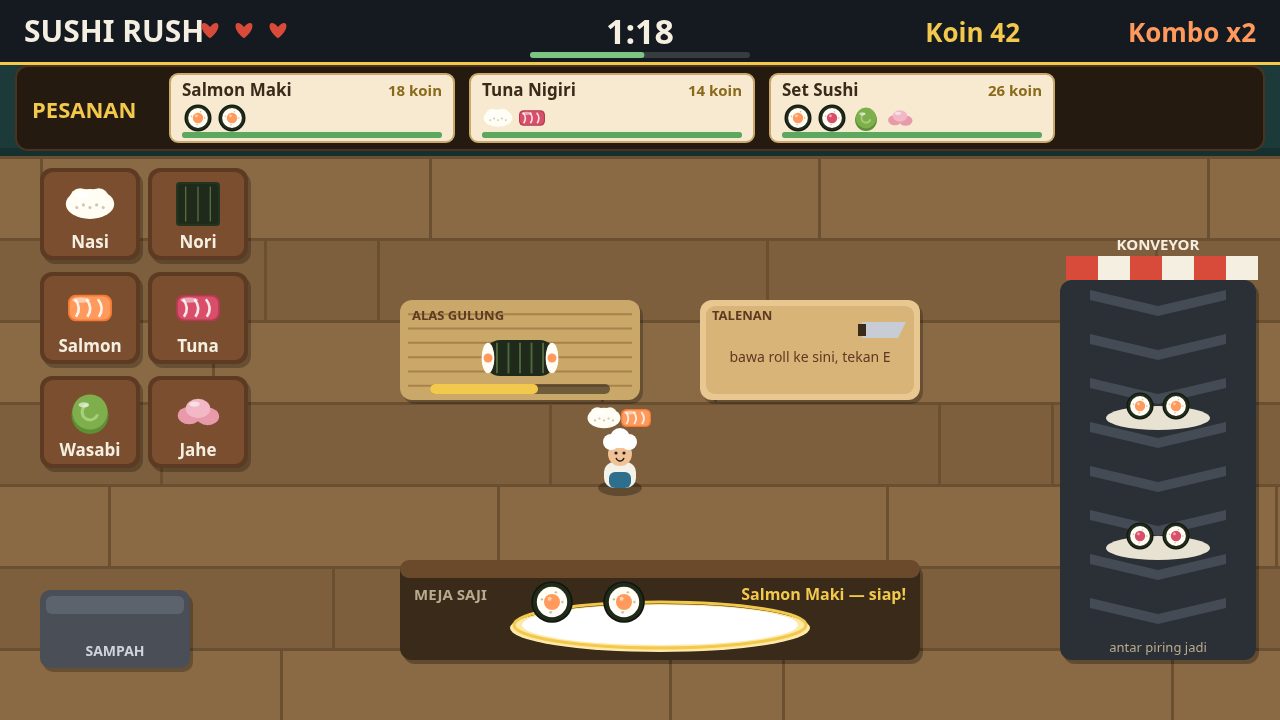 SUSHI RUSH
1:18
Koin 42
Kombo x2
PESANAN
Salmon Maki
18 koin
Tuna Nigiri
14 koin
Set Sushi
26 koin
Nasi
Nori
Salmon
Tuna
Wasabi
Jahe
ALAS GULUNG
TALENAN
bawa roll ke sini, tekan E
KONVEYOR
MEJA SAJI
Salmon Maki — siap!
SAMPAH
antar piring jadi